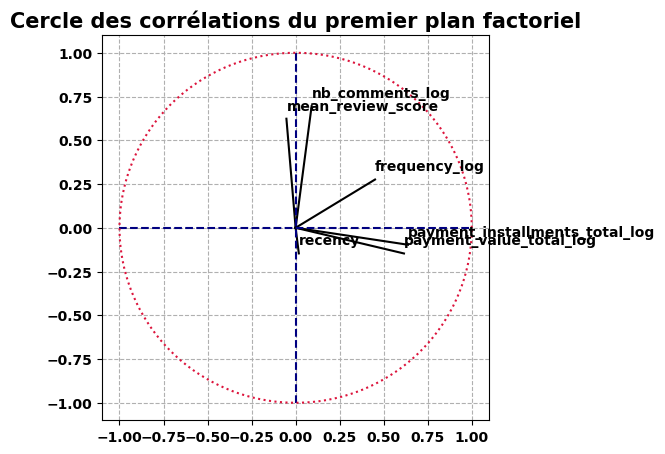 Cercle des corrélations du premier plan factoriel
1.00
0.75
0.50
0.25
0.00
−0.25
−0.50
−0.75
−1.00
nb_comments_log
mean_review_score
frequency_log
payment_installments_total_log
payment_value_total_log
recency
−1.00 −0.75 −0.50 −0.25 0.00 0.25 0.50 0.75 1.00